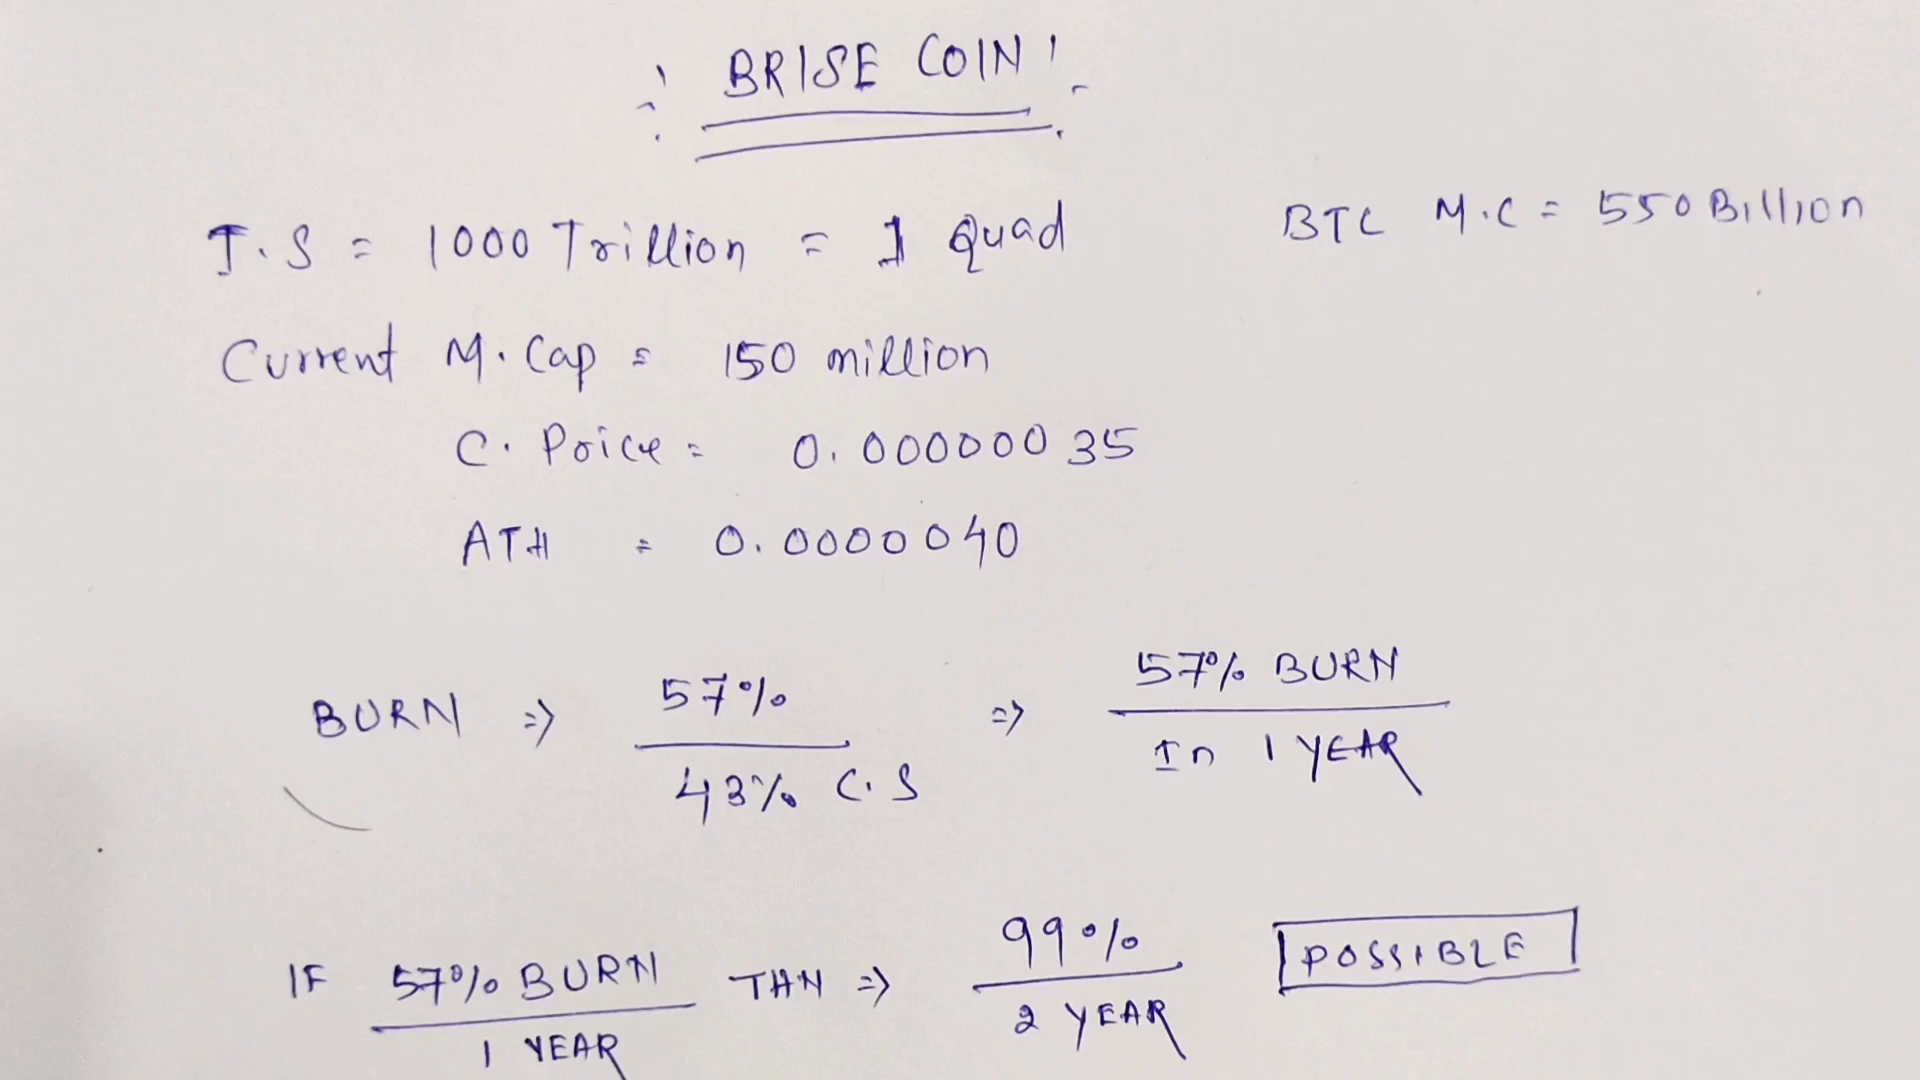 BRISE COIN
T.S = 1000 Trillion = 1 Quad
BTC M.C = 550 Billion
Current M. Cap = 150 million
C. Price = 0.00000035
ATH = 0.0000040
BURN => 57% / 43% C.S => 57% BURN / In 1 YEAR
IF 57% BURN / 1 YEAR THN => 99% / 2 YEAR POSSIBLE